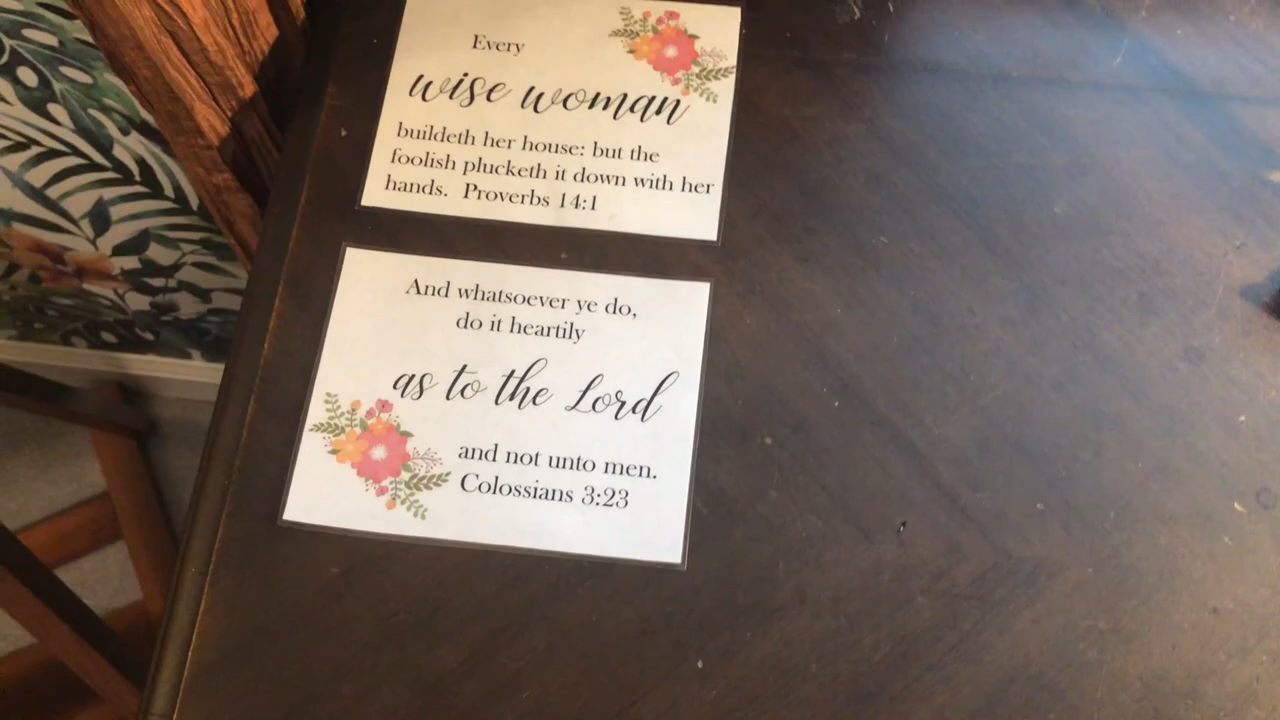 Every
wise woman
buildeth her house: but the
foolish plucketh it down with her
hands. Proverbs 14:1
And whatsoever ye do,
do it heartily
as to the Lord
and not unto men.
Colossians 3:23